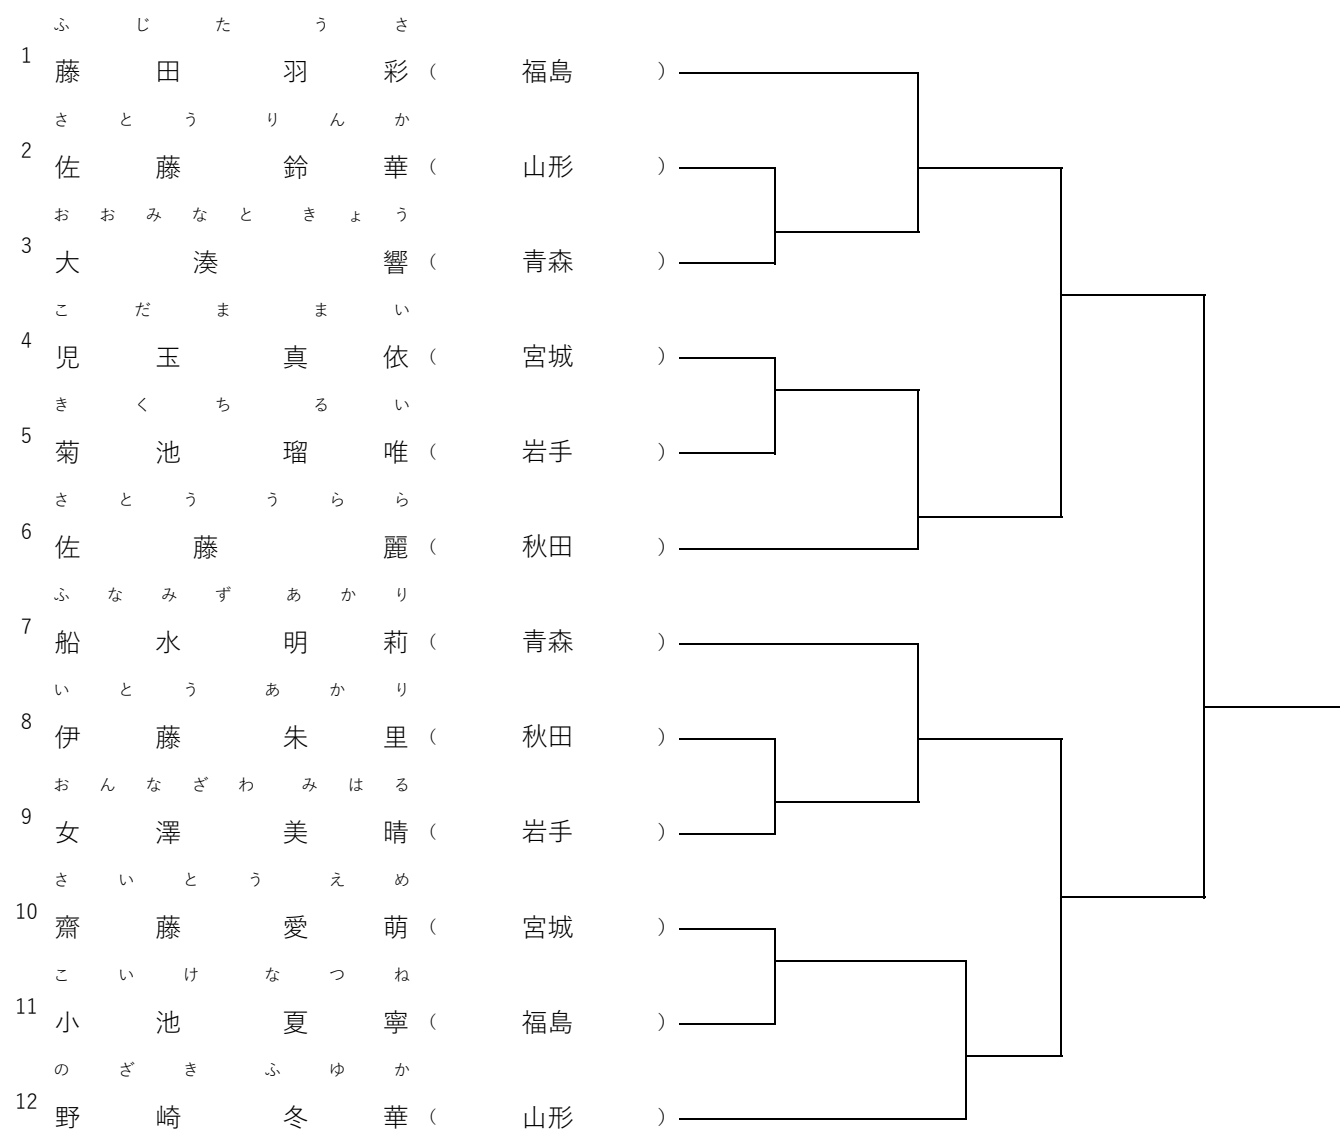 ふじた うさ
1 藤田 羽彩 （ 福島 ）
さとう りんか
2 佐藤 鈴華 （ 山形 ）
おおみなと きょう
3 大湊 響 （ 青森 ）
こだま まい
4 児玉 真依 （ 宮城 ）
きくち るい
5 菊池 瑠唯 （ 岩手 ）
さとう うらら
6 佐藤 麗 （ 秋田 ）
ふなみず あかり
7 船水 明莉 （ 青森 ）
いとう あかり
8 伊藤 朱里 （ 秋田 ）
おんなざわ みはる
9 女澤 美晴 （ 岩手 ）
さいとう えめ
10 齋藤 愛萌 （ 宮城 ）
こいけ なつね
11 小池 夏寧 （ 福島 ）
のざき ふゆか
12 野崎 冬華 （ 山形 ）